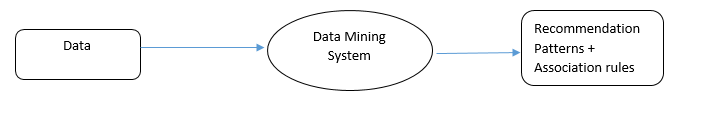 Data
Data Mining
System
Recommendation
Patterns +
Association rules